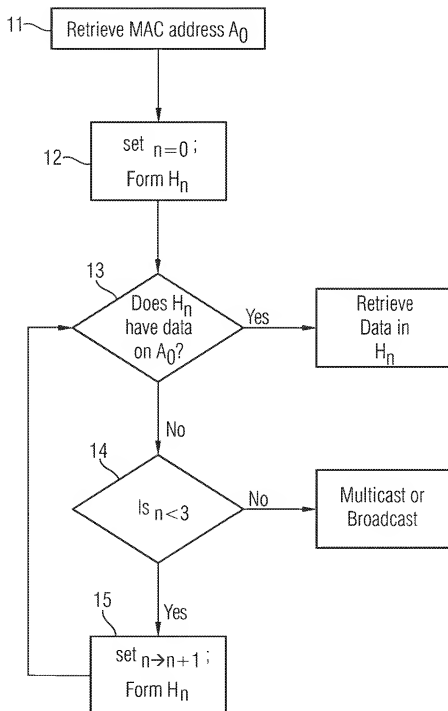 11
Retrieve MAC address A0
12
set n=0 ;
Form Hn
13
Does Hn
have data
on A0?
Yes
Retrieve
Data in
Hn
No
14
Is n<3
No
Multicast or
Broadcast
Yes
15
set n→n+1 ;
Form Hn